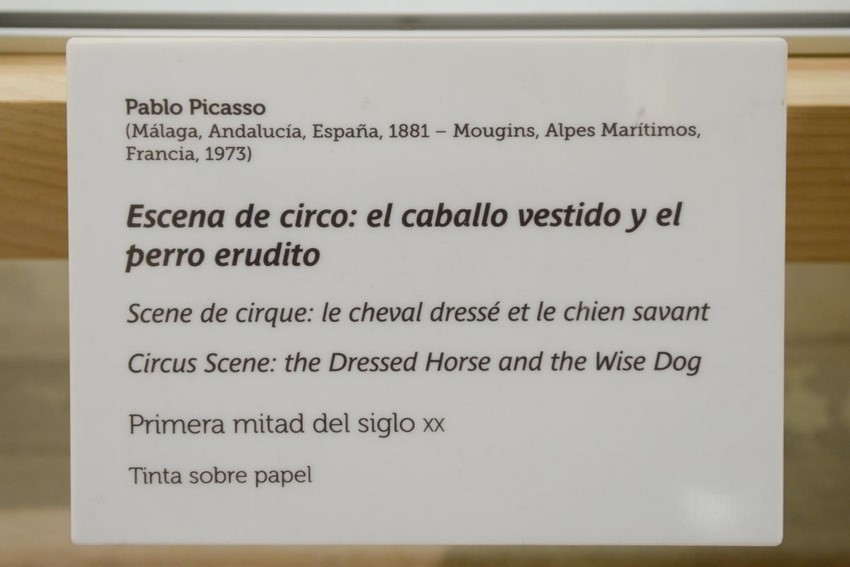 Pablo Picasso
(Málaga, Andalucía, España, 1881 – Mougins, Alpes Marítimos,
Francia, 1973)
Escena de circo: el caballo vestido y el
perro erudito
Scene de cirque: le cheval dressé et le chien savant
Circus Scene: the Dressed Horse and the Wise Dog
Primera mitad del siglo xx
Tinta sobre papel